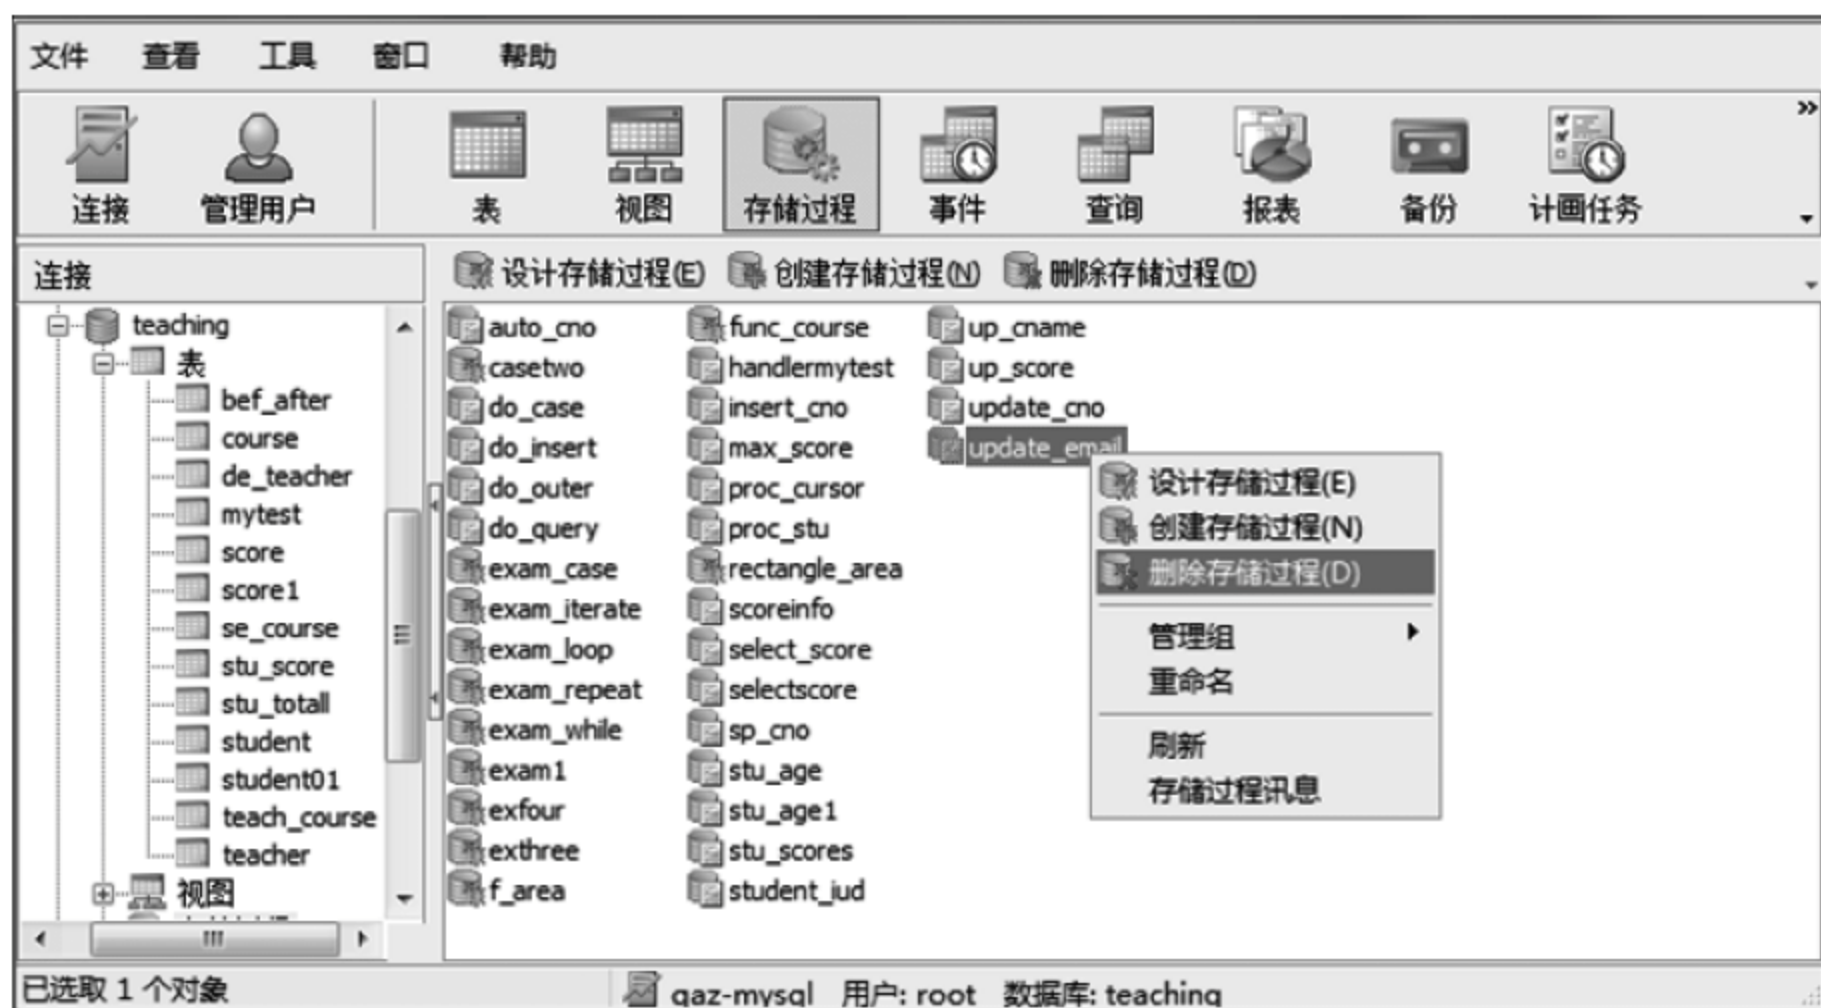 文件 查看 工具 窗口 帮助
连接 管理用户 表 视图 存储过程 事件 查询 报表 备份 计画任务
连接
设计存储过程(E) 创建存储过程(N) 删除存储过程(D)
teaching
表
bef_after
course
de_teacher
mytest
score
score1
se_course
stu_score
stu_totall
student
student01
teach_course
teacher
视图
auto_cno
casetwo
do_case
do_insert
do_outer
do_query
exam_case
exam_iterate
exam_loop
exam_repeat
exam_while
exam1
exfour
exthree
f_area
func_course
handlermytest
insert_cno
max_score
proc_cursor
proc_stu
rectangle_area
scoreinfo
select_score
selectscore
sp_cno
stu_age
stu_age1
stu_scores
student_iud
up_cname
up_score
update_cno
update_email
设计存储过程(E)
创建存储过程(N)
删除存储过程(D)
管理组
重命名
刷新
存储过程讯息
已选取 1 个对象 qaz-mysql 用户: root 数据库: teaching